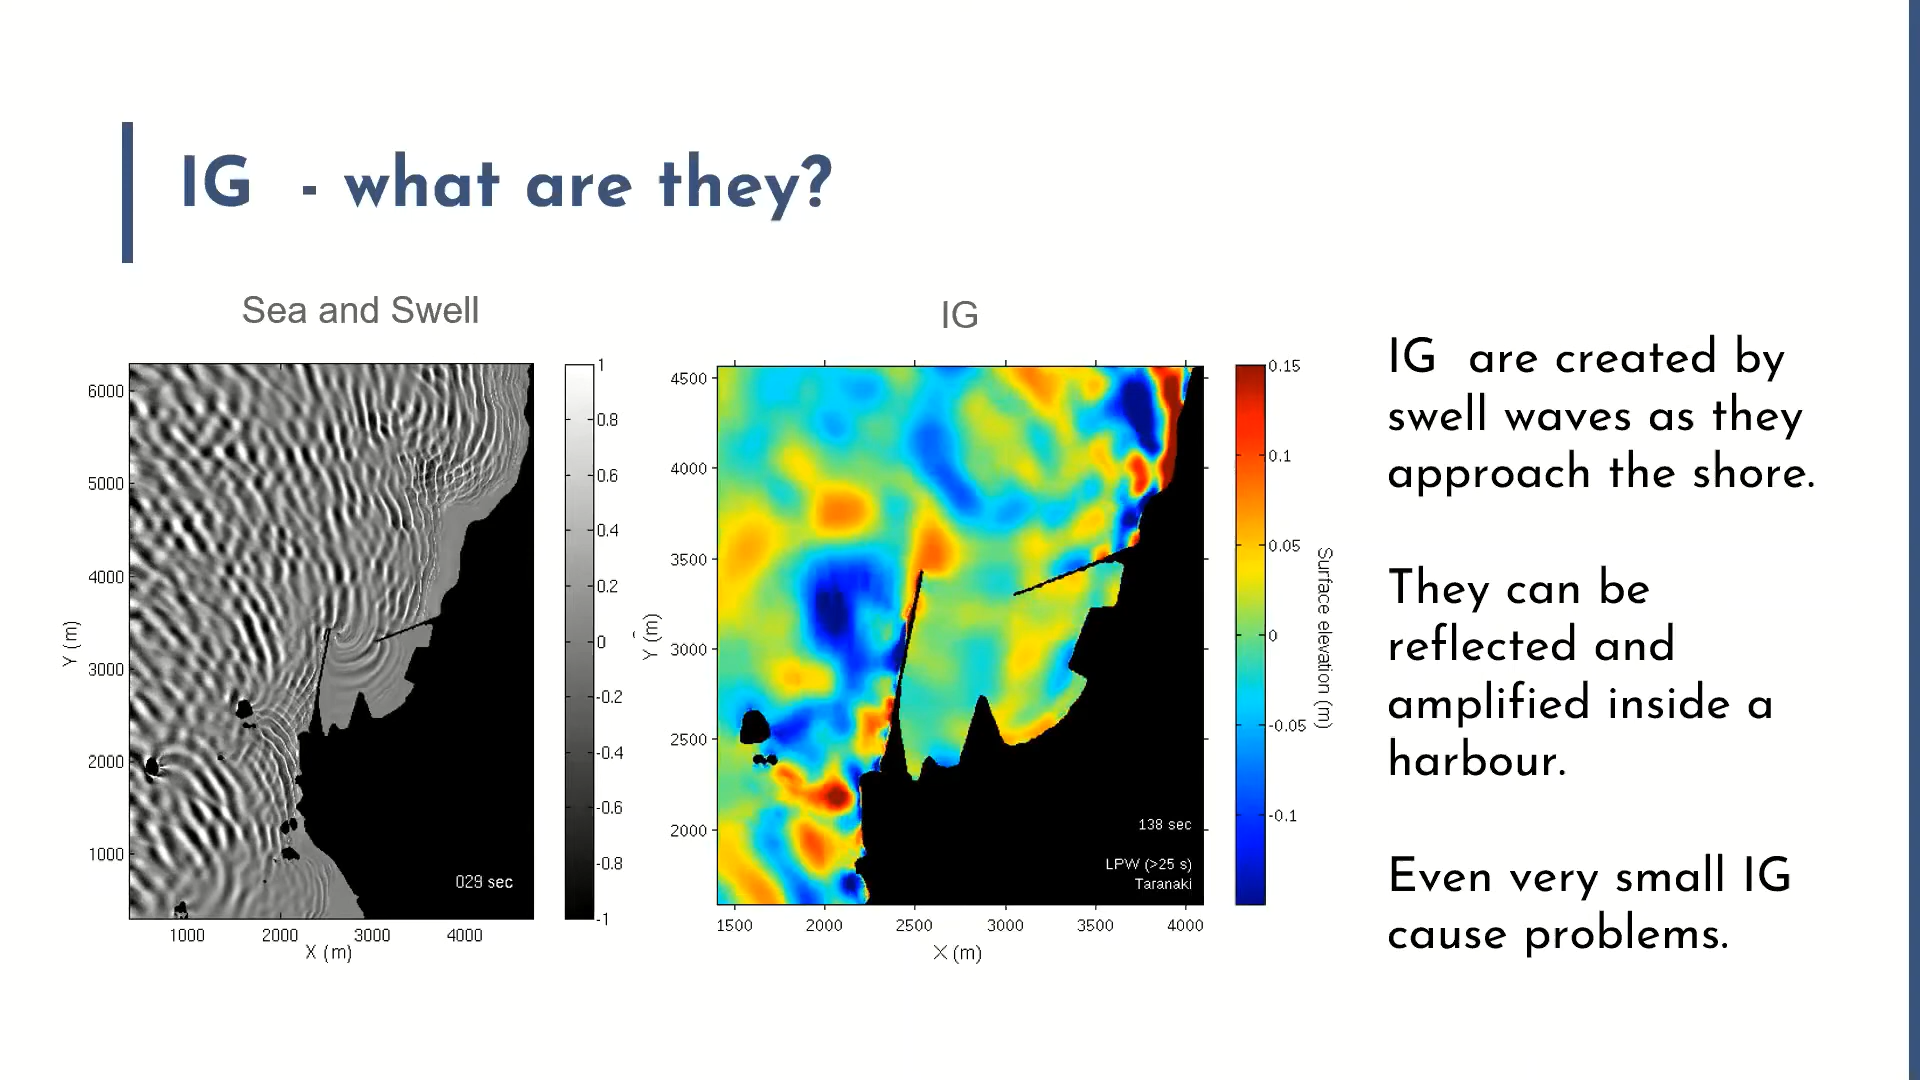 IG - what are they?
Sea and Swell
IG
6000
5000
4000
3000
2000
1000
Y (m)
1000 2000 3000 4000
X (m)
029 sec
1
0.8
0.6
0.4
0.2
0
-0.2
-0.4
-0.6
-0.8
-1
4500
4000
3500
3000
2500
2000
Y (m)
1500 2000 2500 3000 3500 4000
X (m)
138 sec
LPW (>25 s)
Taranaki
0.15
0.1
0.05
0
-0.05
-0.1
Surface elevation (m)
IG are created by
swell waves as they
approach the shore.
They can be
reflected and
amplified inside a
harbour.
Even very small IG
cause problems.